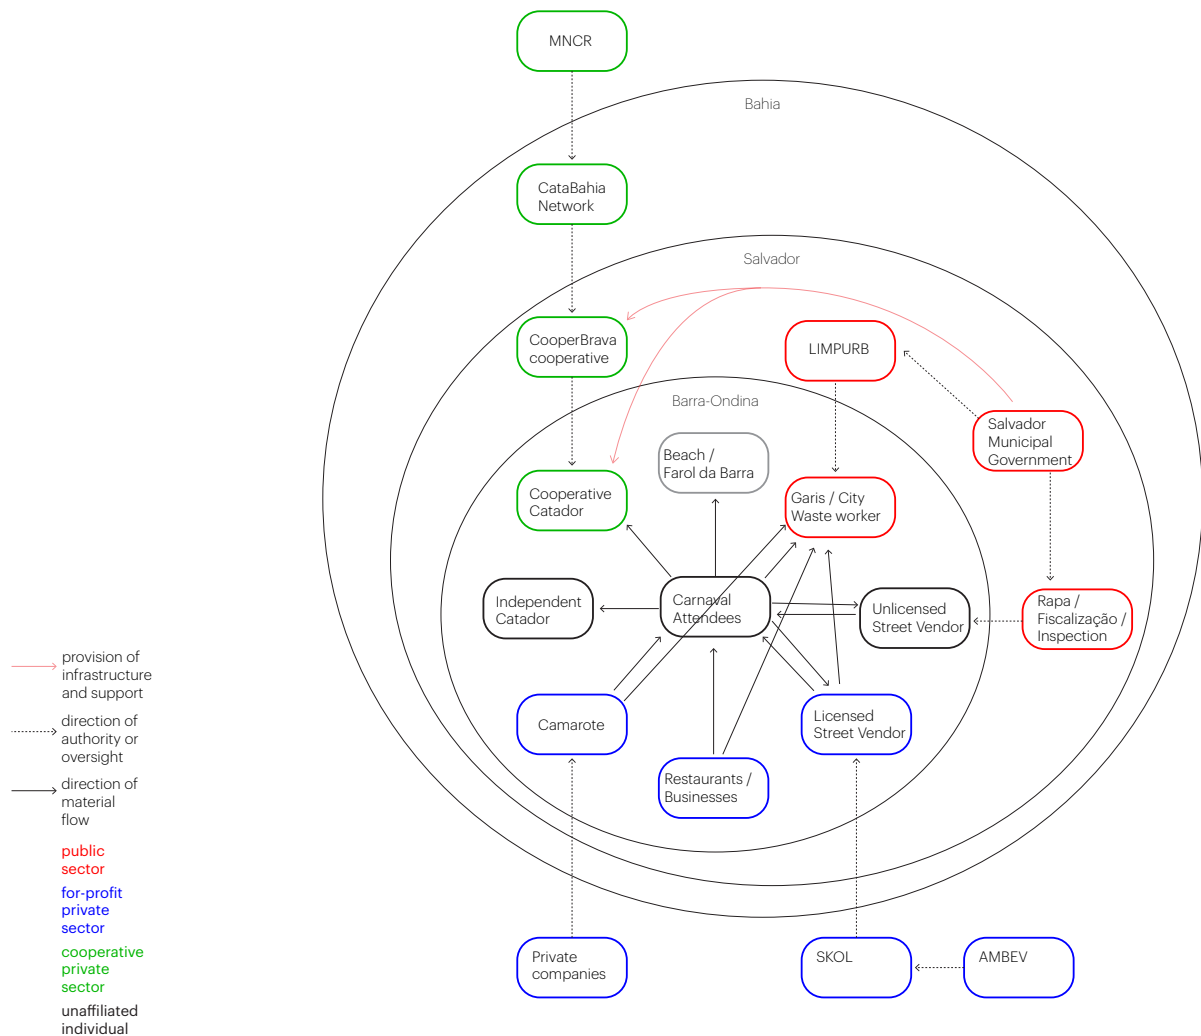 MNCR
Bahia
CataBahia
Network
Salvador
CooperBrava
cooperative
LIMPURB
Barra-Ondina
Salvador
Municipal
Government
Beach /
Farol da Barra
Cooperative
Catador
Garis / City
Waste worker
Independent
Catador
Carnaval
Attendees
Unlicensed
Street Vendor
Rapa /
Fiscalização /
Inspection
Camarote
Licensed
Street Vendor
Restaurants /
Businesses
Private
companies
SKOL
AMBEV
provision of
infrastructure
and support
direction of
authority or
oversight
direction of
material
flow
public
sector
for-profit
private
sector
cooperative
private
sector
unaffiliated
individual